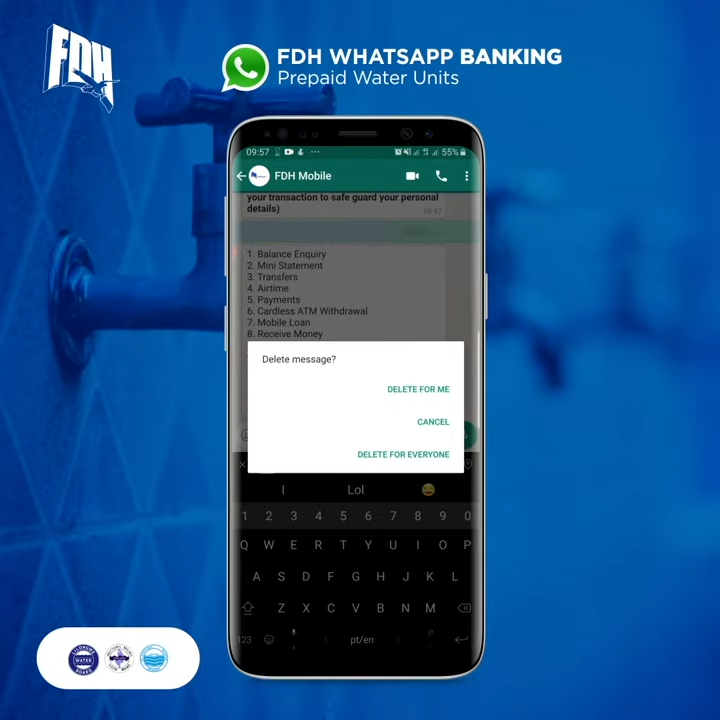 FDH
FDH WHATSAPP BANKING
Prepaid Water Units
09:57
55%
FDH Mobile
your transaction to safe guard your personal
details)
09:57
1. Balance Enquiry
2. Mini Statement
3. Transfers
4. Airtime
5. Payments
6. Cardless ATM Withdrawal
7. Mobile Loan
8. Receive Money
Delete message?
DELETE FOR ME
CANCEL
DELETE FOR EVERYONE
I Lol
1 2 3 4 5 6 7 8 9 0
Q W E R T Y U I O P
A S D F G H J K L
Z X C V B N M
123 pt/en
LILONGWE
WATER
BOARD